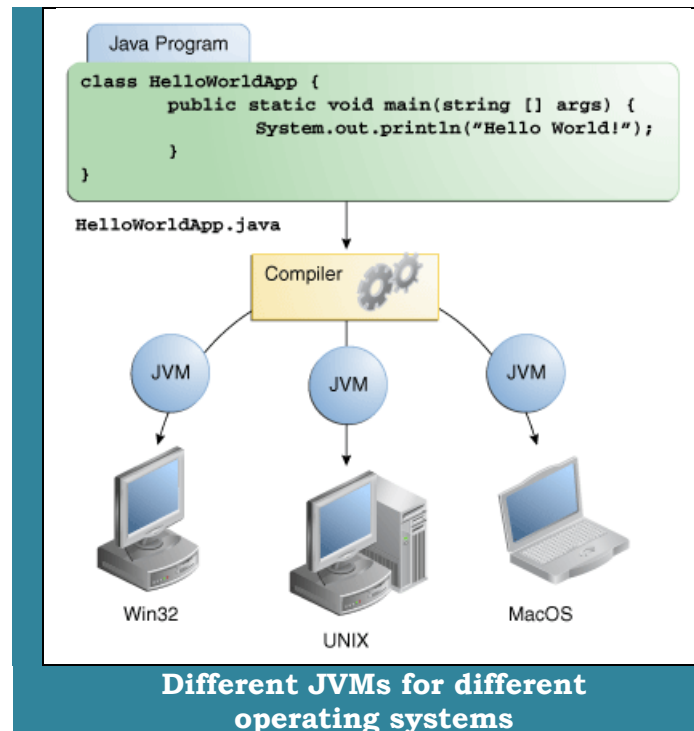 Java Program
class HelloWorldApp {
public static void main(string [] args) {
System.out.println(”Hello World!”);
}
}
HelloWorldApp.java
Compiler
JVM
JVM
JVM
Win32
UNIX
MacOS
Different JVMs for different
operating systems